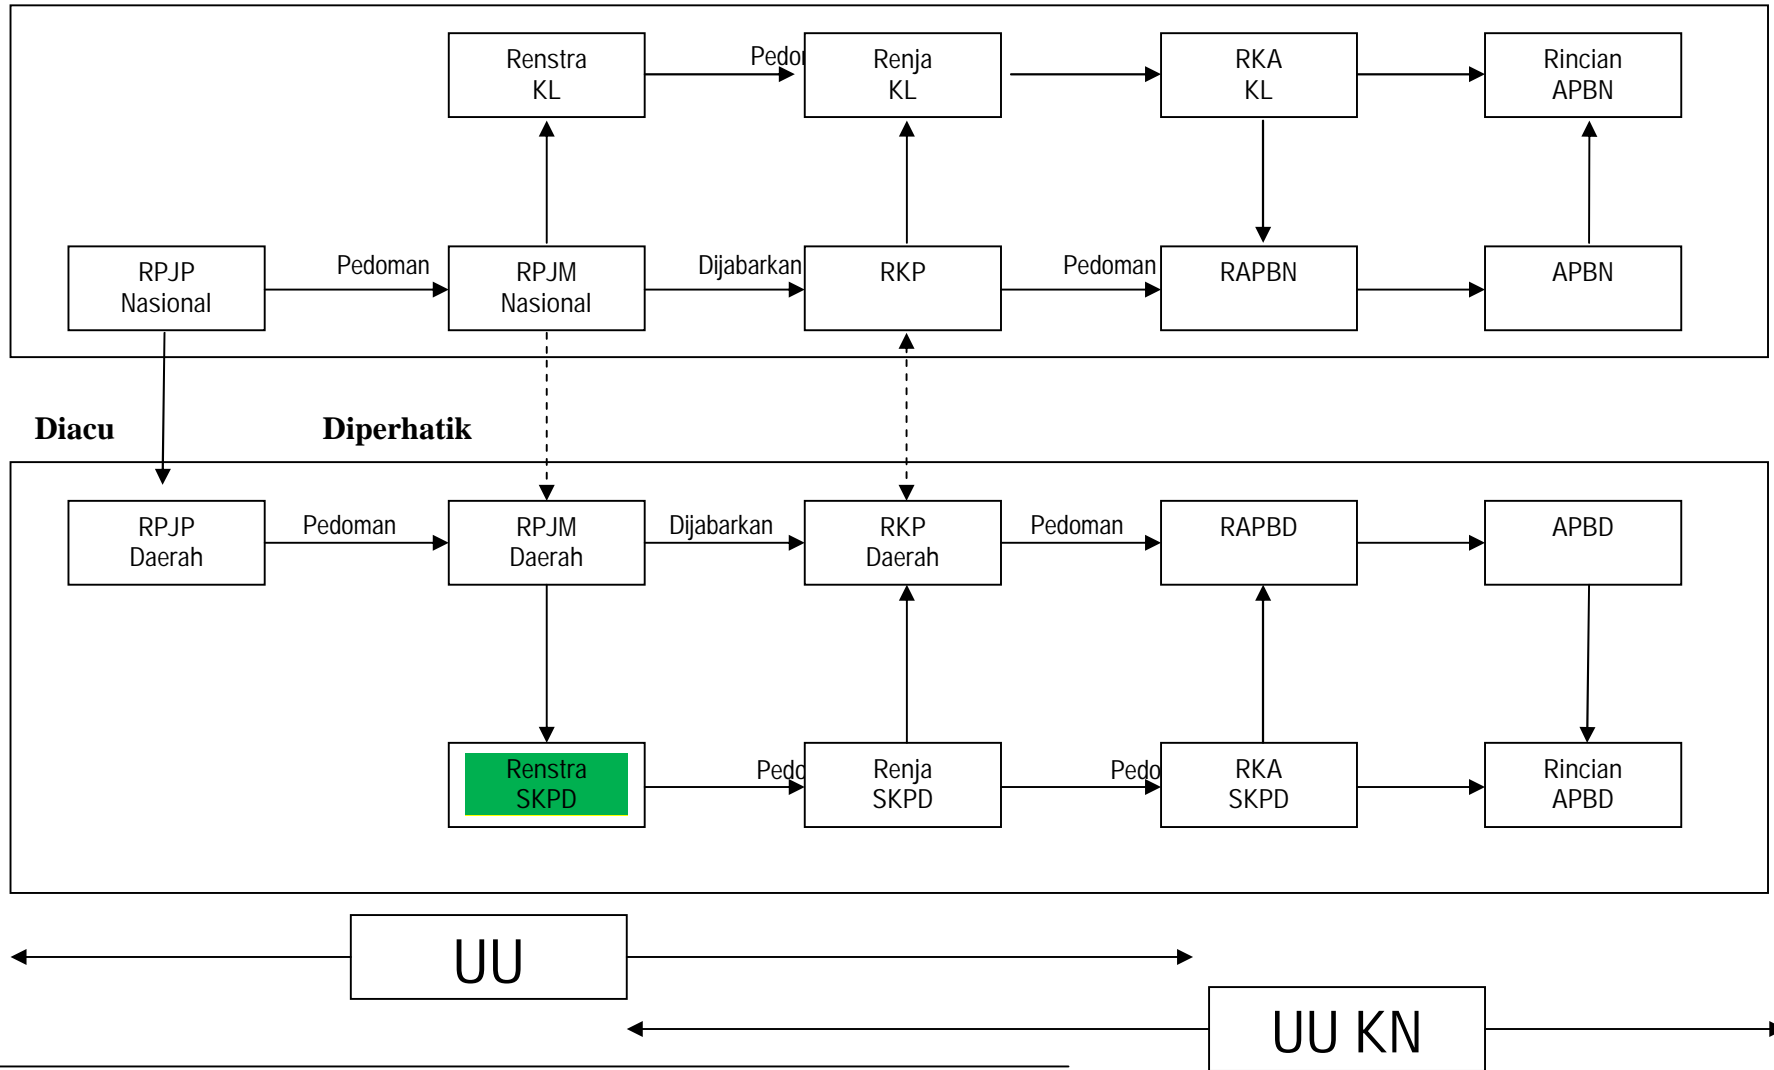 Renstra
KL
Pedo
Renja
KL
RKA
KL
Rincian
APBN
RPJP
Nasional
Pedoman
RPJM
Nasional
Dijabarkan
RKP
Pedoman
RAPBN
APBN
Diacu
Diperhatik
RPJP
Daerah
Pedoman
RPJM
Daerah
Dijabarkan
RKP
Daerah
Pedoman
RAPBD
APBD
Renstra
SKPD
Pedo
Renja
SKPD
Pedo
RKA
SKPD
Rincian
APBD
UU
UU KN